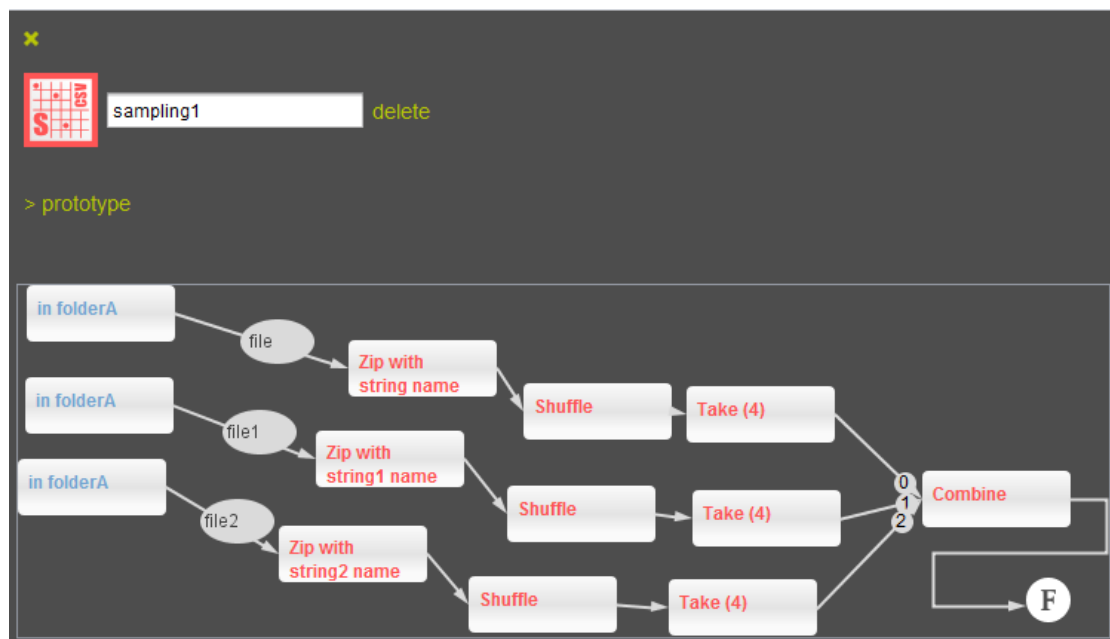 S
CSV
sampling1
delete
> prototype
in folderA
file
Zip with
string name
Shuffle
Take (4)
in folderA
file1
Zip with
string1 name
Shuffle
Take (4)
in folderA
file2
Zip with
string2 name
Shuffle
Take (4)
0
1
2
Combine
F